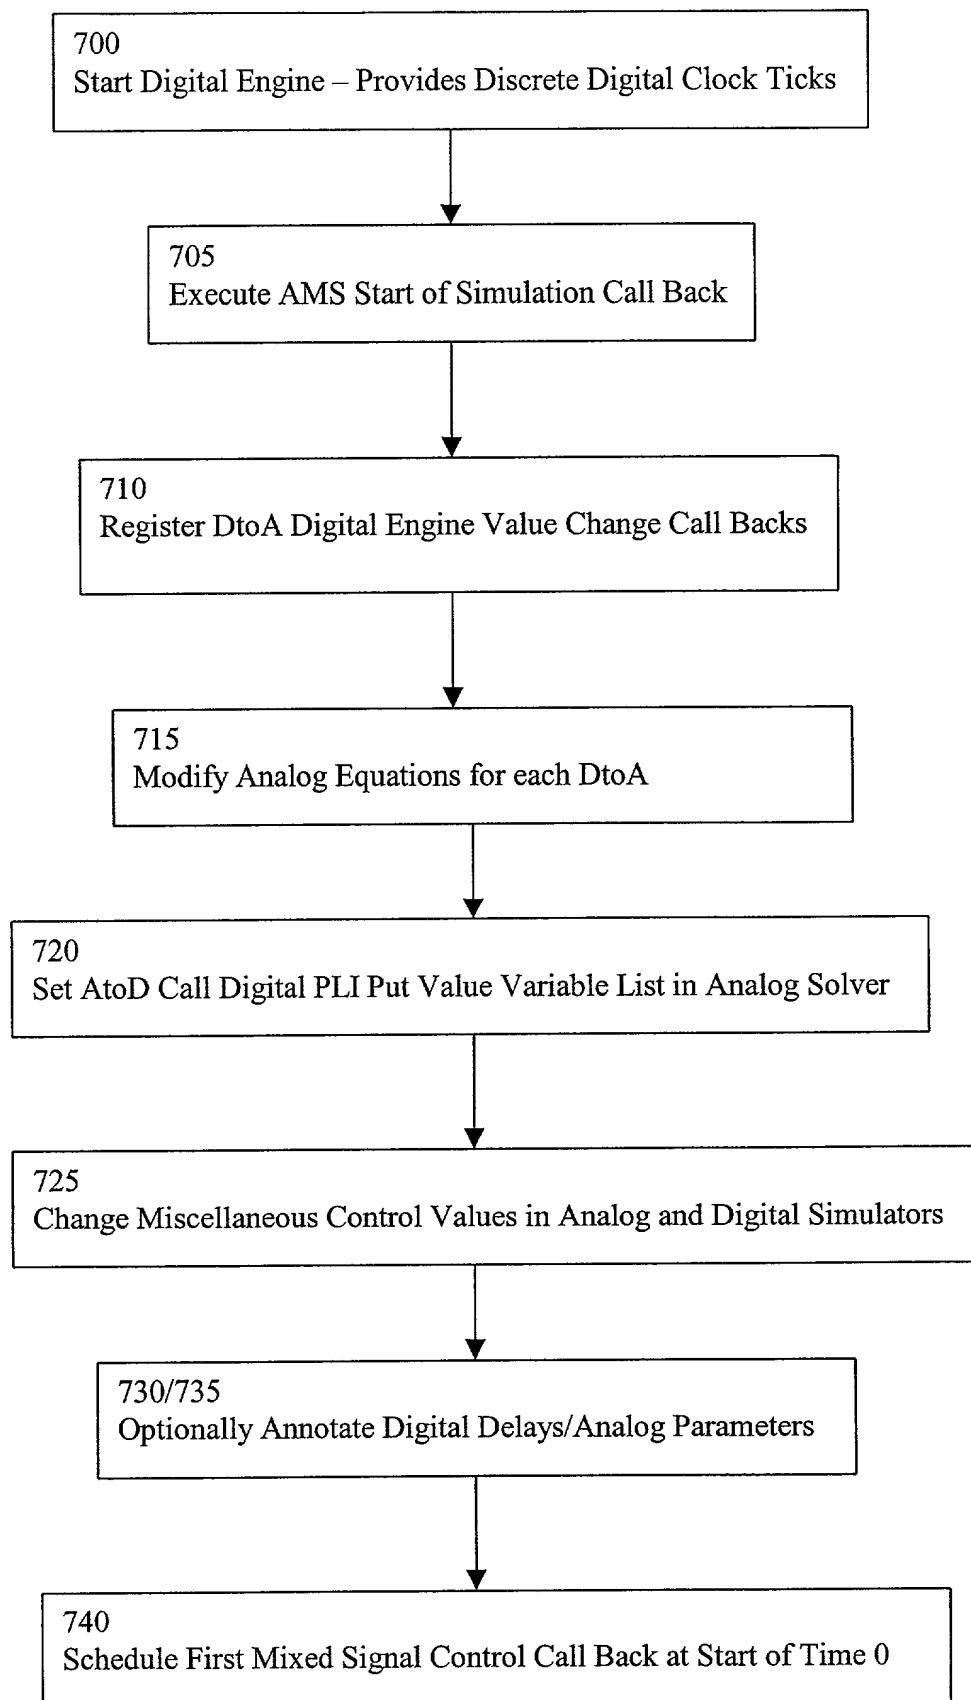 700
Start Digital Engine – Provides Discrete Digital Clock Ticks
705
Execute AMS Start of Simulation Call Back
710
Register DtoA Digital Engine Value Change Call Backs
715
Modify Analog Equations for each DtoA
720
Set AtoD Call Digital PLI Put Value Variable List in Analog Solver
725
Change Miscellaneous Control Values in Analog and Digital Simulators
730/735
Optionally Annotate Digital Delays/Analog Parameters
740
Schedule First Mixed Signal Control Call Back at Start of Time 0